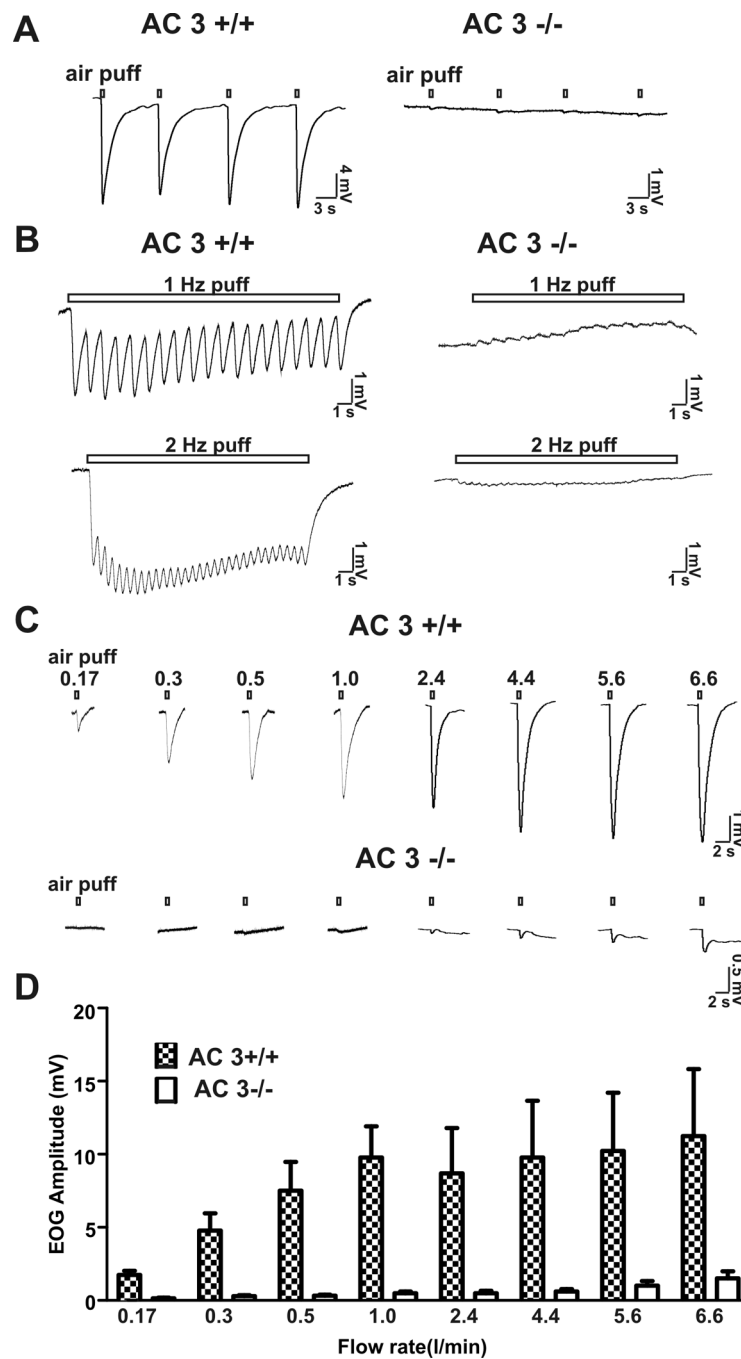 A
AC 3 +/+
AC 3 -/-
air puff
air puff
4 mV
3 s
1 mV
3 s
B
AC 3 +/+
AC 3 -/-
1 Hz puff
1 Hz puff
1 mV
1 s
1 mV
1 s
2 Hz puff
2 Hz puff
1 mV
1 s
1 mV
1 s
C
AC 3 +/+
air puff
0.17 0.3 0.5 1.0 2.4 4.4 5.6 6.6
1 mV
2 s
AC 3 -/-
air puff
0.5 mV
2 s
D
20
15
10
5
0
EOG Amplitude (mV)
AC 3+/+
AC 3-/-
0.17 0.3 0.5 1.0 2.4 4.4 5.6 6.6
Flow rate(l/min)